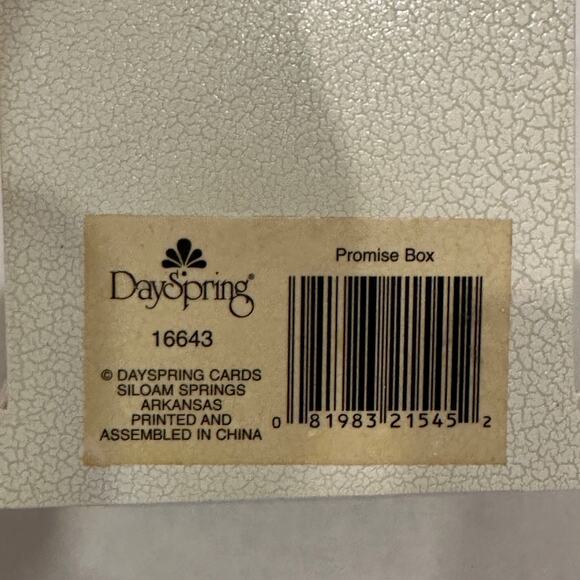 DaySpring®
16643
© DAYSPRING CARDS
SILOAM SPRINGS
ARKANSAS
PRINTED AND
ASSEMBLED IN CHINA
Promise Box
0 81983 21545 2